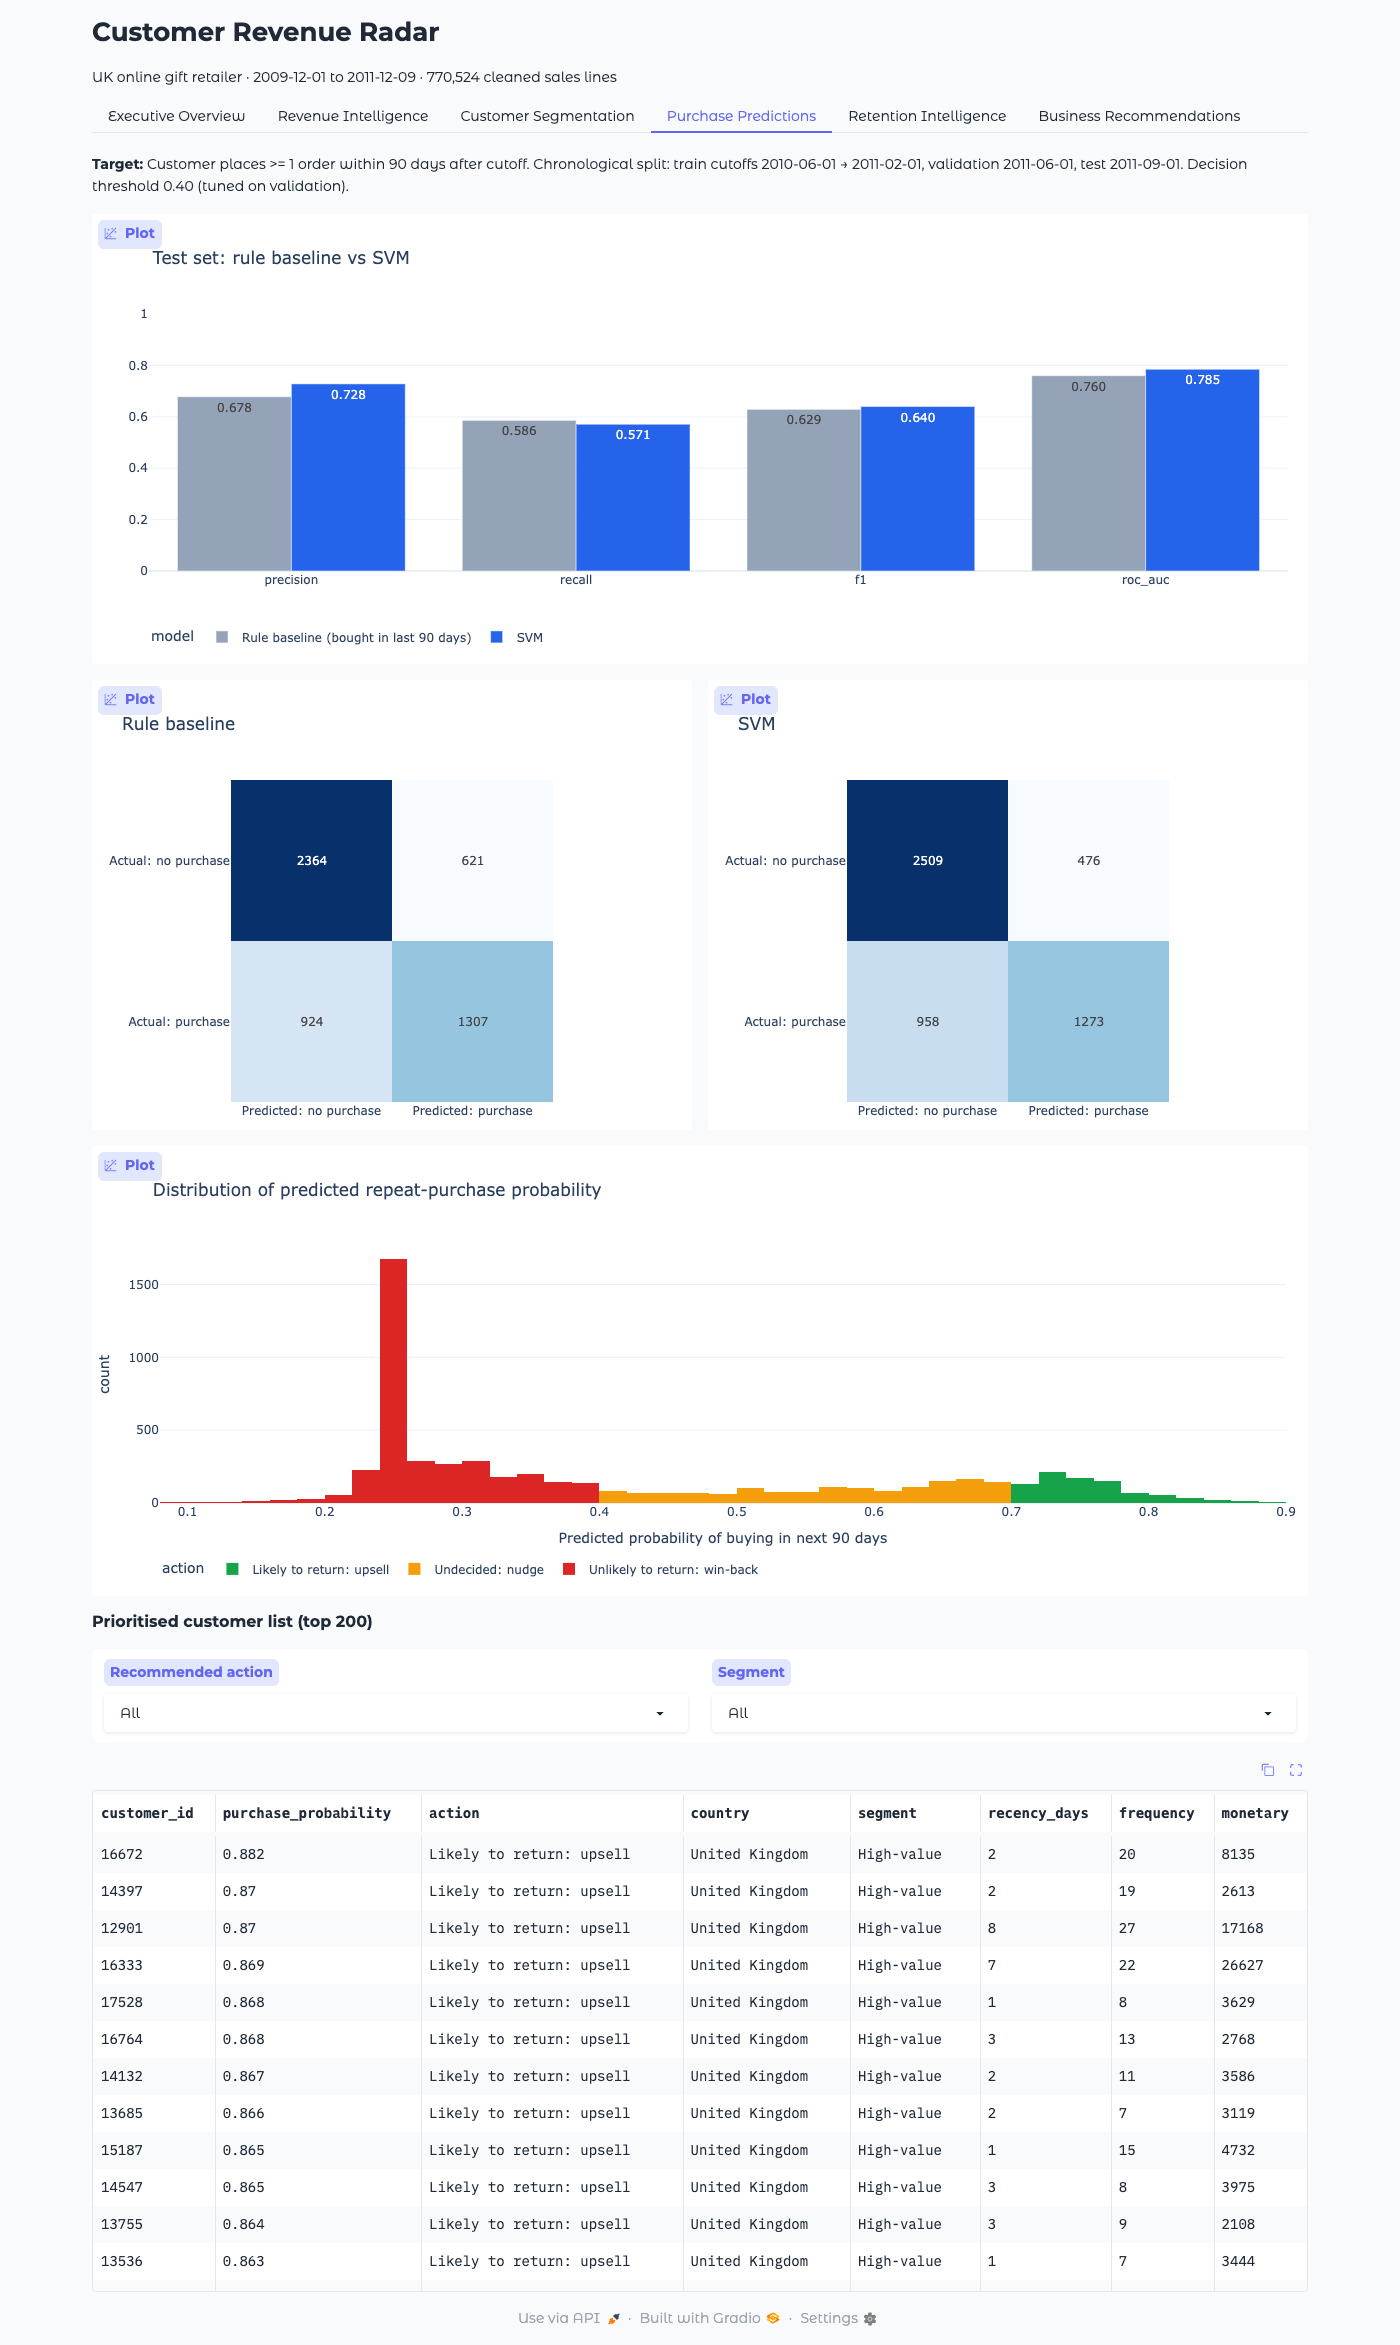 Customer Revenue Radar
UK online gift retailer · 2009-12-01 to 2011-12-09 · 770,524 cleaned sales lines
Executive Overview Revenue Intelligence Customer Segmentation Purchase Predictions Retention Intelligence Business Recommendations
Target: Customer places >= 1 order within 90 days after cutoff. Chronological split: train cutoffs 2010-06-01 → 2011-02-01, validation 2011-06-01, test 2011-09-01. Decision
threshold 0.40 (tuned on validation).
Plot
Test set: rule baseline vs SVM
1
0.8
0.6
0.4
0.2
0
0.678 0.728 0.586 0.571 0.629 0.640 0.760 0.785
precision recall f1 roc_auc
model Rule baseline (bought in last 90 days) SVM
Plot
Rule baseline
Actual: no purchase 2364 621
Actual: purchase 924 1307
Predicted: no purchase Predicted: purchase
Plot
SVM
Actual: no purchase 2509 476
Actual: purchase 958 1273
Predicted: no purchase Predicted: purchase
Plot
Distribution of predicted repeat-purchase probability
count
1500
1000
500
0
0.1 0.2 0.3 0.4 0.5 0.6 0.7 0.8 0.9
Predicted probability of buying in next 90 days
action Likely to return: upsell Undecided: nudge Unlikely to return: win-back
Prioritised customer list (top 200)
Recommended action Segment
All All
customer_id purchase_probability action country segment recency_days frequency monetary
16672 0.882 Likely to return: upsell United Kingdom High-value 2 20 8135
14397 0.87 Likely to return: upsell United Kingdom High-value 2 19 2613
12901 0.87 Likely to return: upsell United Kingdom High-value 8 27 17168
16333 0.869 Likely to return: upsell United Kingdom High-value 7 22 26627
17528 0.868 Likely to return: upsell United Kingdom High-value 1 8 3629
16764 0.868 Likely to return: upsell United Kingdom High-value 3 13 2768
14132 0.867 Likely to return: upsell United Kingdom High-value 2 11 3586
13685 0.866 Likely to return: upsell United Kingdom High-value 2 7 3119
15187 0.865 Likely to return: upsell United Kingdom High-value 1 15 4732
14547 0.865 Likely to return: upsell United Kingdom High-value 3 8 3975
13755 0.864 Likely to return: upsell United Kingdom High-value 3 9 2108
13536 0.863 Likely to return: upsell United Kingdom High-value 1 7 3444
Use via API · Built with Gradio · Settings